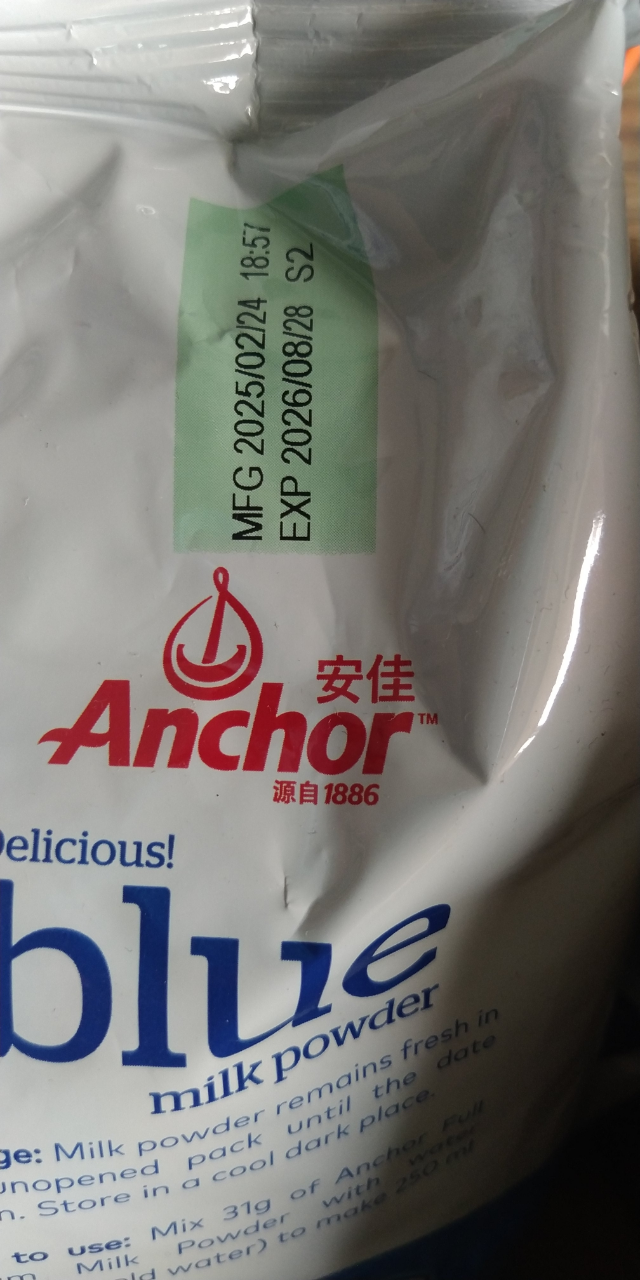 MFG 2025/02/24 18:57
EXP 2026/08/28 S2
安佳
Anchor™
源自1886
Delicious!
blue
milk powder
ge: Milk powder remains fresh in
unopened pack until the date
n. Store in a cool dark place.
to use: Mix 31g of Anchor Full
m Milk Powder with water
ld water) to make 250 ml